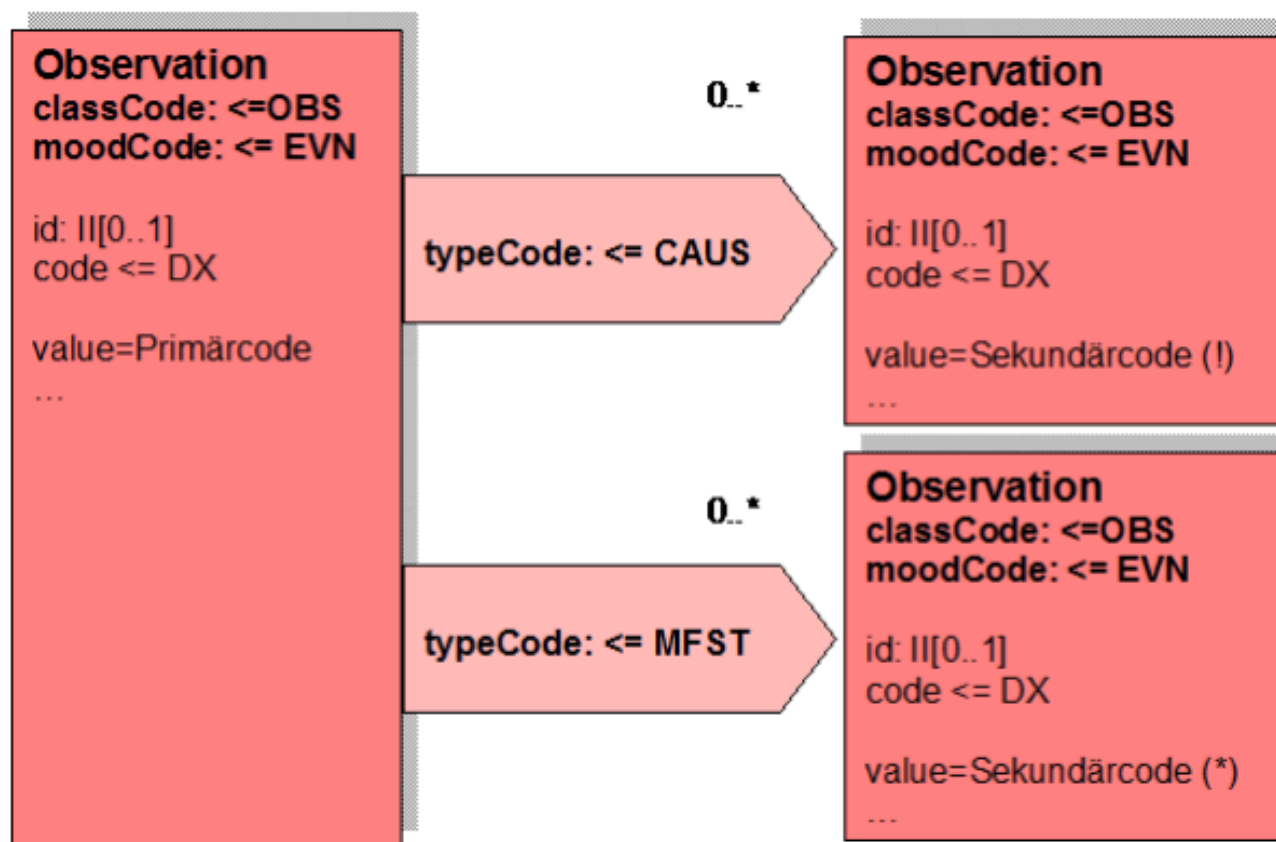 Observation
classCode: <=OBS
moodCode: <= EVN
id: II[0..1]
code <= DX
value=Primärcode
...
0..*
typeCode: <= CAUS
Observation
classCode: <=OBS
moodCode: <= EVN
id: II[0..1]
code <= DX
value=Sekundärcode (!)
...
0..*
typeCode: <= MFST
Observation
classCode: <=OBS
moodCode: <= EVN
id: II[0..1]
code <= DX
value=Sekundärcode (*)
...